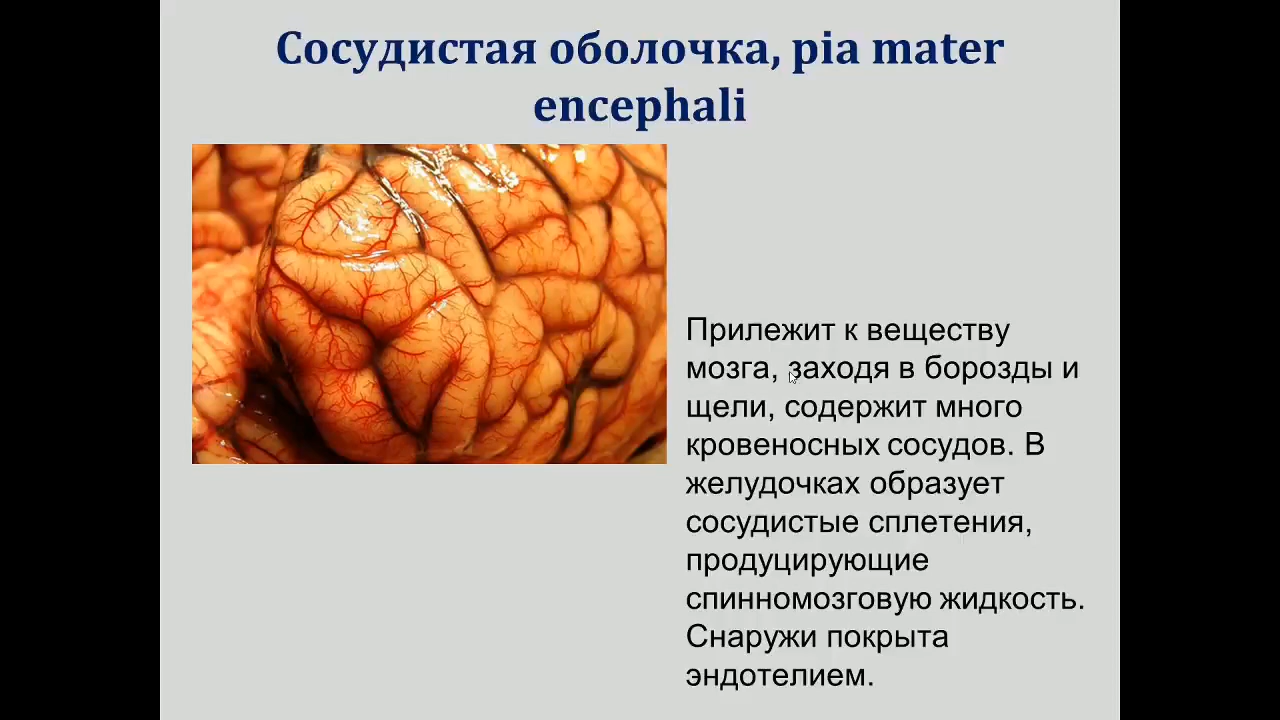 Сосудистая оболочка, pia mater
encephali
Прилежит к веществу
мозга, заходя в борозды и
щели, содержит много
кровеносных сосудов. В
желудочках образует
сосудистые сплетения,
продуцирующие
спинномозговую жидкость.
Снаружи покрыта
эндотелием.